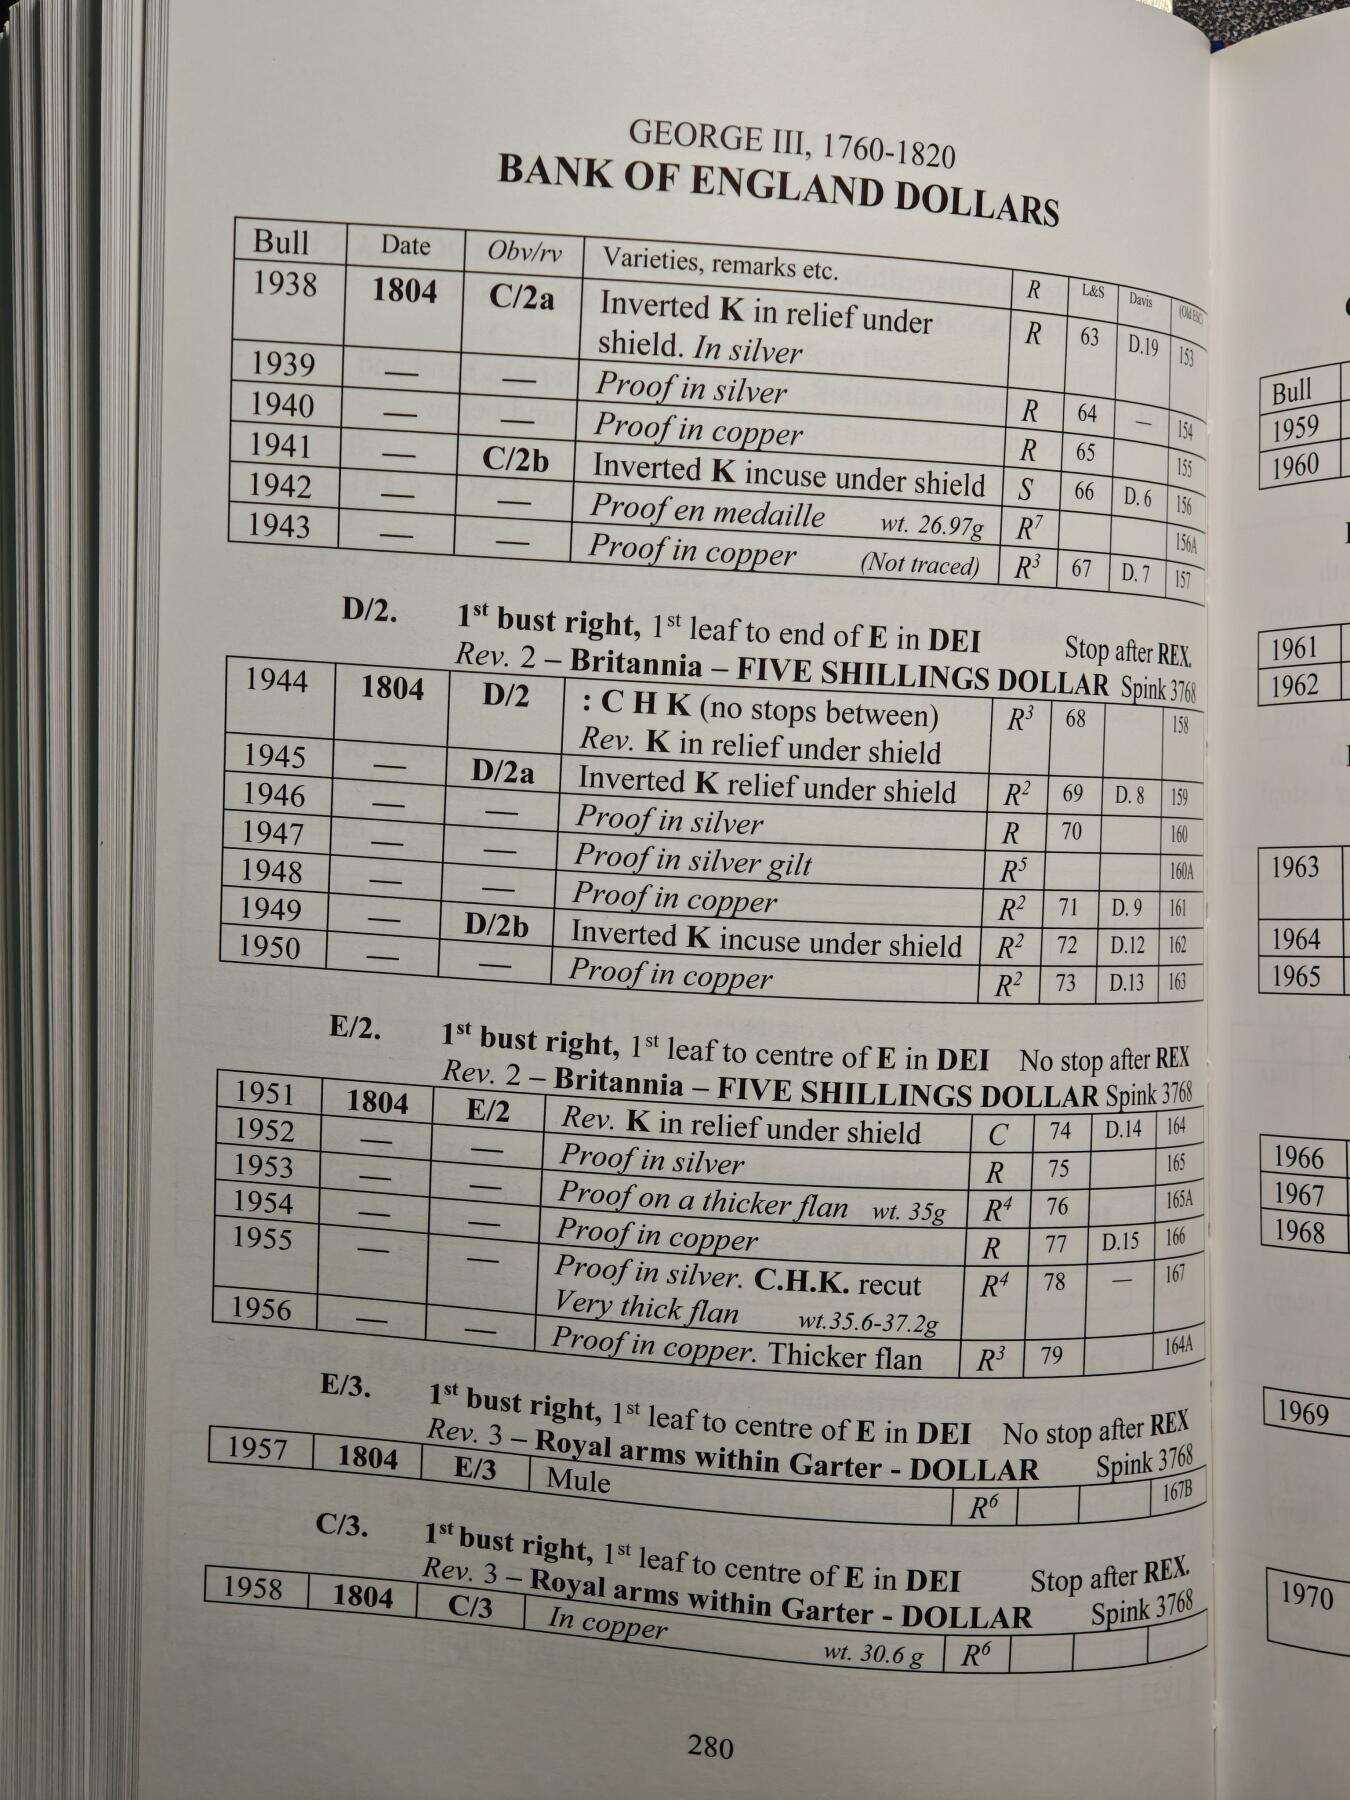 GEORGE III, 1760-1820
BANK OF ENGLAND DOLLARS
Bull Date Obv/rv Varieties, remarks etc. R L&S Davis (Old ESC)
1938 1804 C/2a Inverted K in relief under R 63 D.19 153
shield. In silver
1939 — — Proof in silver R 64 — 154
1940 — — Proof in copper R 65 155
1941 — C/2b Inverted K incuse under shield S 66 D. 6 156
1942 — — Proof en medaille wt. 26.97g R7 156A
1943 — — Proof in copper (Not traced) R3 67 D. 7 157
D/2. 1st bust right, 1st leaf to end of E in DEI Stop after REX.
Rev. 2 – Britannia – FIVE SHILLINGS DOLLAR Spink 3768
1944 1804 D/2 : C H K (no stops between) R3 68 158
Rev. K in relief under shield
1945 — D/2a Inverted K relief under shield R2 69 D. 8 159
1946 — — Proof in silver R 70 160
1947 — — Proof in silver gilt R5 160A
1948 — — Proof in copper R2 71 D. 9 161
1949 — D/2b Inverted K incuse under shield R2 72 D.12 162
1950 — — Proof in copper R2 73 D.13 163
E/2. 1st bust right, 1st leaf to centre of E in DEI No stop after REX
Rev. 2 – Britannia – FIVE SHILLINGS DOLLAR Spink 3768
1951 1804 E/2 Rev. K in relief under shield C 74 D.14 164
1952 — — Proof in silver R 75 165
1953 — — Proof on a thicker flan wt. 35g R4 76 165A
1954 — — Proof in copper R 77 D.15 166
1955 — — Proof in silver. C.H.K. recut R4 78 — 167
Very thick flan wt.35.6-37.2g
1956 — — Proof in copper. Thicker flan R3 79 164A
E/3. 1st bust right, 1st leaf to centre of E in DEI No stop after REX
Rev. 3 – Royal arms within Garter - DOLLAR Spink 3768
1957 1804 E/3 Mule R6 167B
C/3. 1st bust right, 1st leaf to centre of E in DEI Stop after REX.
Rev. 3 – Royal arms within Garter - DOLLAR Spink 3768
1958 1804 C/3 In copper wt. 30.6 g R6
280
Bull
1959
1960
1961
1962
1963
1964
1965
1966
1967
1968
1969
1970